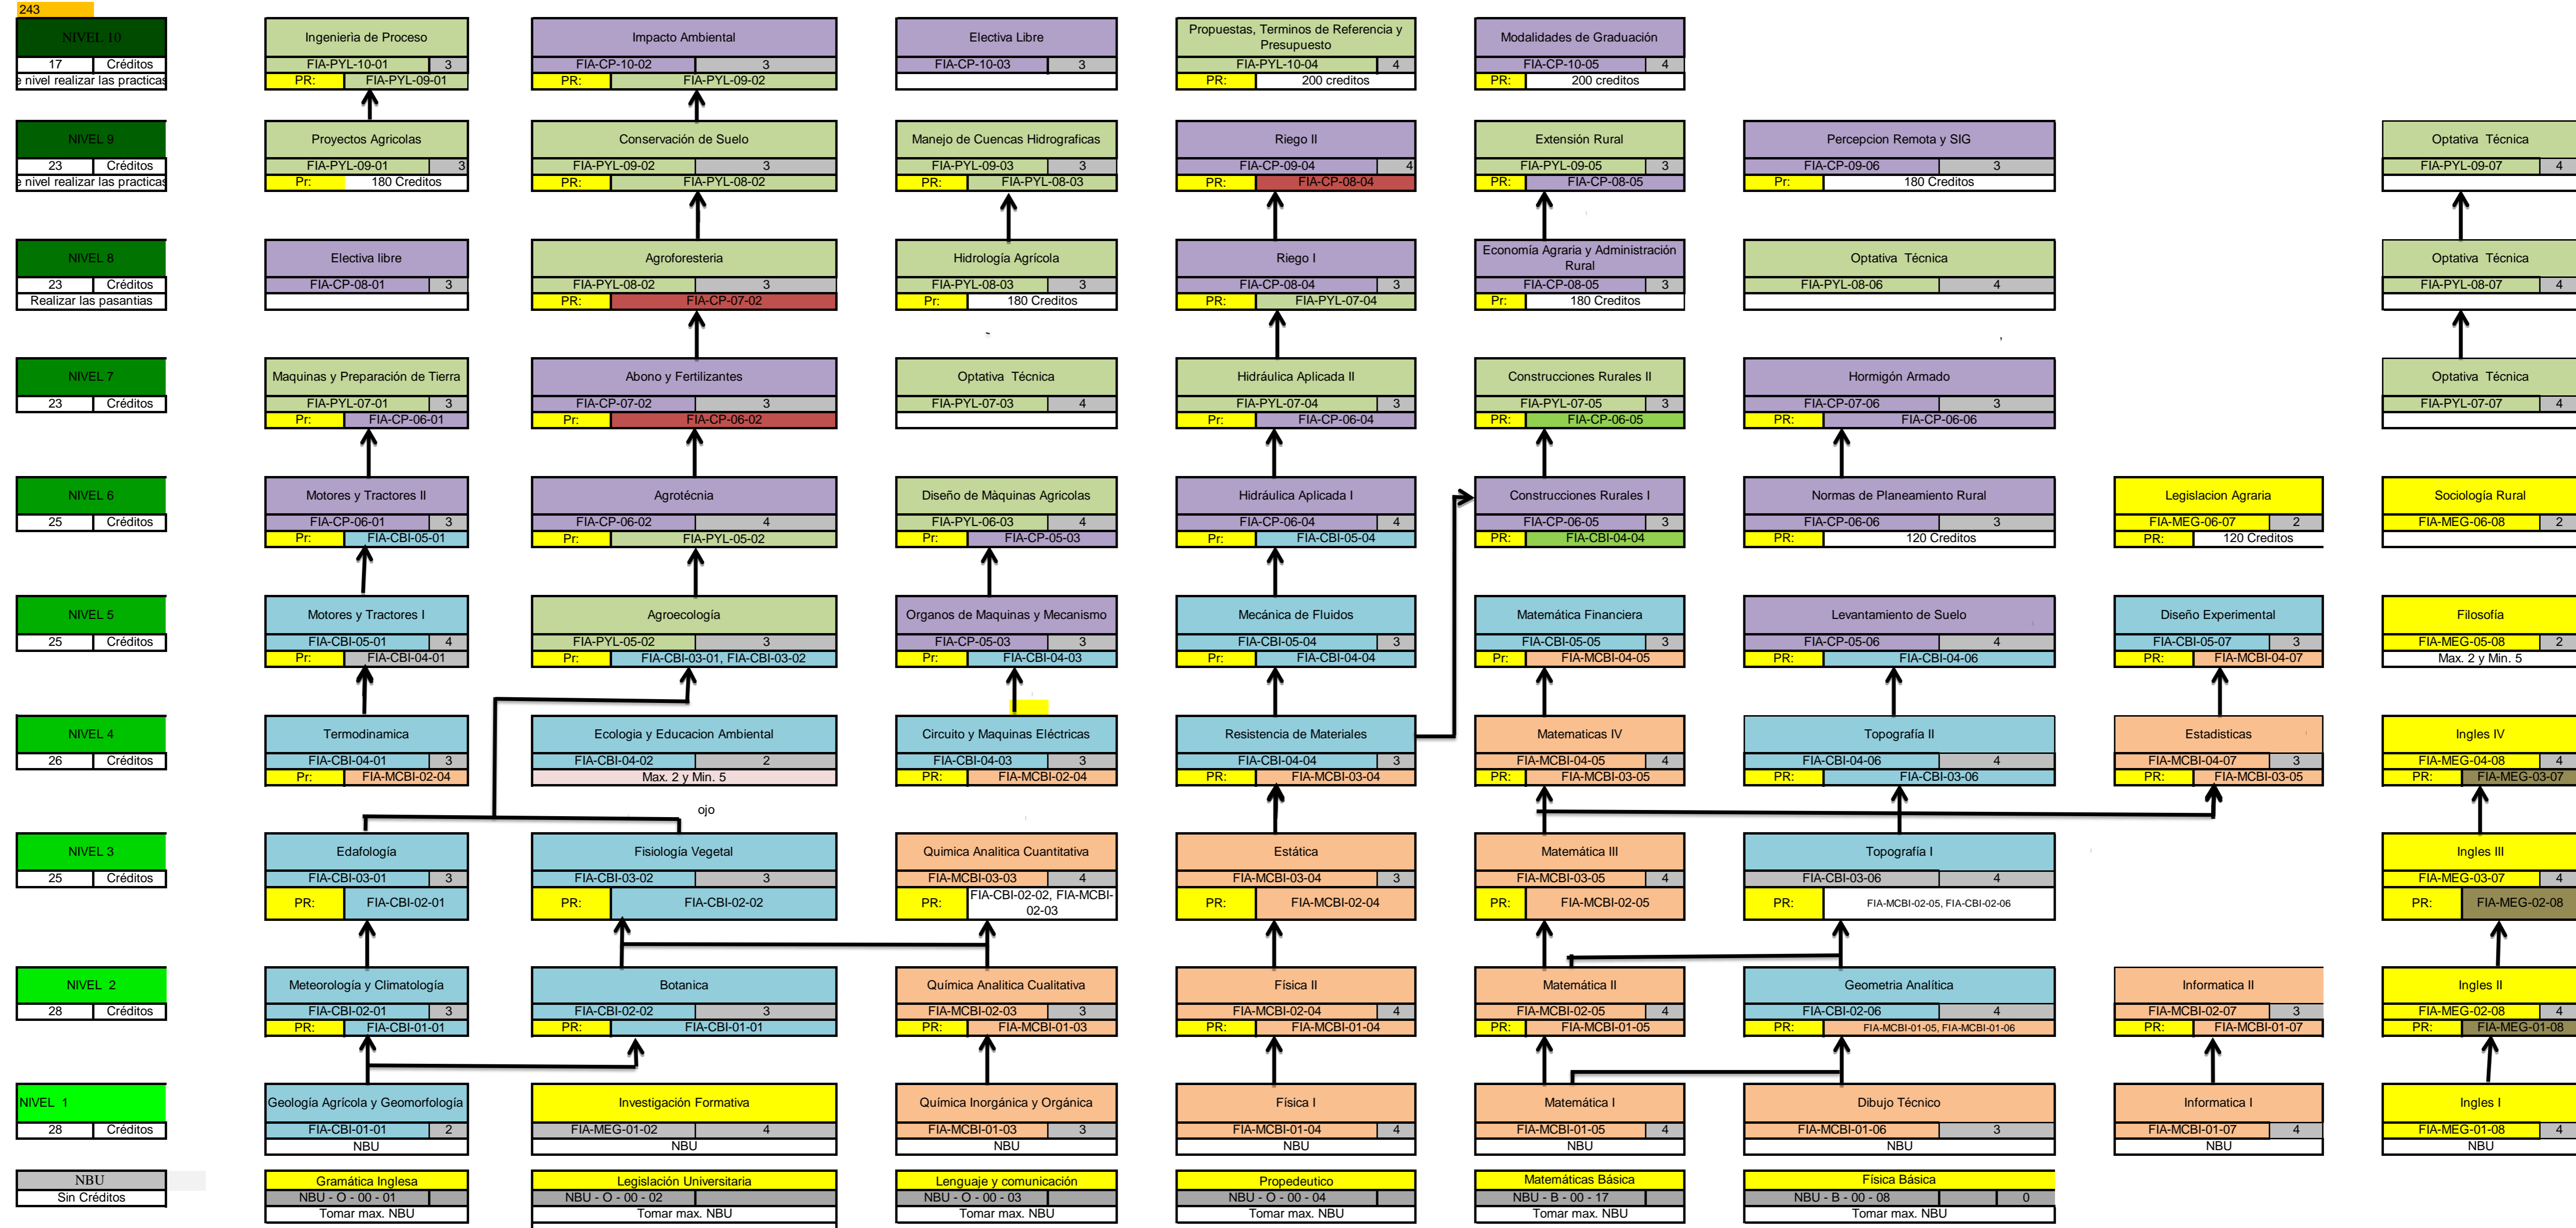 243
NIVEL 10
17 Créditos
e nivel realizar las practicas
Ingenieria de Proceso
FIA-PYL-10-01 3
PR: FIA-PYL-09-01
Impacto Ambiental
FIA-CP-10-02 3
PR: FIA-PYL-09-02
Electiva Libre
FIA-CP-10-03 3
Propuestas, Terminos de Referencia y
Presupuesto
FIA-PYL-10-04 4
PR: 200 creditos
Modalidades de Graduación
FIA-CP-10-05 4
PR: 200 creditos
NIVEL 9
23 Créditos
e nivel realizar las practicas
Proyectos Agricolas
FIA-PYL-09-01 3
Pr: 180 Creditos
Conservación de Suelo
FIA-PYL-09-02 3
PR: FIA-PYL-08-02
Manejo de Cuencas Hidrograficas
FIA-PYL-09-03 3
PR: FIA-PYL-08-03
Riego II
FIA-CP-09-04 4
PR: FIA-CP-08-04
Extensión Rural
FIA-PYL-09-05 3
PR: FIA-CP-08-05
Percepcion Remota y SIG
FIA-CP-09-06 3
Pr: 180 Creditos
Optativa Técnica
FIA-PYL-09-07 4
NIVEL 8
23 Créditos
Realizar las pasantias
Electiva libre
FIA-CP-08-01 3
Agroforesteria
FIA-PYL-08-02 3
PR: FIA-CP-07-02
Hidrología Agrícola
FIA-PYL-08-03 3
Pr: 180 Creditos
Riego I
FIA-CP-08-04 3
PR: FIA-PYL-07-04
Economía Agraria y Administración
Rural
FIA-CP-08-05 3
Pr: 180 Creditos
Optativa Técnica
FIA-PYL-08-06 4
Optativa Técnica
FIA-PYL-08-07 4
NIVEL 7
23 Créditos
Maquinas y Preparación de Tierra
FIA-PYL-07-01 3
Pr: FIA-CP-06-01
Abono y Fertilizantes
FIA-CP-07-02 3
Pr: FIA-CP-06-02
Optativa Técnica
FIA-PYL-07-03 4
Hidráulica Aplicada II
FIA-PYL-07-04 3
Pr: FIA-CP-06-04
Construcciones Rurales II
FIA-PYL-07-05 3
PR: FIA-CP-06-05
Hormigón Armado
FIA-CP-07-06 3
PR: FIA-CP-06-06
Optativa Técnica
FIA-PYL-07-07 4
NIVEL 6
25 Créditos
Motores y Tractores II
FIA-CP-06-01 3
Pr: FIA-CBI-05-01
Agrotécnia
FIA-CP-06-02 4
Pr: FIA-PYL-05-02
Diseño de Màquinas Agricolas
FIA-PYL-06-03 4
Pr: FIA-CP-05-03
Hidráulica Aplicada I
FIA-CP-06-04 4
Pr: FIA-CBI-05-04
Construcciones Rurales I
FIA-CP-06-05 3
PR: FIA-CBI-04-04
Normas de Planeamiento Rural
FIA-CP-06-06 3
PR: 120 Creditos
Legislacion Agraria
FIA-MEG-06-07 2
PR: 120 Creditos
Sociología Rural
FIA-MEG-06-08 2
NIVEL 5
25 Créditos
Motores y Tractores I
FIA-CBI-05-01 4
Pr: FIA-CBI-04-01
Agroecología
FIA-PYL-05-02 3
Pr: FIA-CBI-03-01, FIA-CBI-03-02
Organos de Maquinas y Mecanismo
FIA-CP-05-03 3
Pr: FIA-CBI-04-03
Mecánica de Fluidos
FIA-CBI-05-04 3
Pr: FIA-CBI-04-04
Matemática Financiera
FIA-CBI-05-05 3
Pr: FIA-MCBI-04-05
Levantamiento de Suelo
FIA-CP-05-06 4
PR: FIA-CBI-04-06
Diseño Experimental
FIA-CBI-05-07 3
PR: FIA-MCBI-04-07
Filosofía
FIA-MEG-05-08 2
Max. 2 y Min. 5
NIVEL 4
26 Créditos
Termodinamica
FIA-CBI-04-01 3
Pr: FIA-MCBI-02-04
Ecologia y Educacion Ambiental
FIA-CBI-04-02 2
Max. 2 y Min. 5
Circuito y Maquinas Eléctricas
FIA-CBI-04-03 3
PR: FIA-MCBI-02-04
Resistencia de Materiales
FIA-CBI-04-04 3
PR: FIA-MCBI-03-04
Matematicas IV
FIA-MCBI-04-05 4
PR: FIA-MCBI-03-05
Topografía II
FIA-CBI-04-06 4
PR: FIA-CBI-03-06
Estadisticas
FIA-MCBI-04-07 3
PR: FIA-MCBI-03-05
Ingles IV
FIA-MEG-04-08 4
PR: FIA-MEG-03-07
ojo
NIVEL 3
25 Créditos
Edafología
FIA-CBI-03-01 3
PR: FIA-CBI-02-01
Fisiología Vegetal
FIA-CBI-03-02 3
PR: FIA-CBI-02-02
Quimica Analitica Cuantitativa
FIA-MCBI-03-03 4
PR: FIA-CBI-02-02, FIA-MCBI-
02-03
Estática
FIA-MCBI-03-04 3
PR: FIA-MCBI-02-04
Matemática III
FIA-MCBI-03-05 4
PR: FIA-MCBI-02-05
Topografía I
FIA-CBI-03-06 4
PR: FIA-MCBI-02-05, FIA-CBI-02-06
Ingles III
FIA-MEG-03-07 4
PR: FIA-MEG-02-08
NIVEL 2
28 Créditos
Meteorología y Climatología
FIA-CBI-02-01 3
PR: FIA-CBI-01-01
Botanica
FIA-CBI-02-02 3
PR: FIA-CBI-01-01
Química Analitica Cualitativa
FIA-MCBI-02-03 3
PR: FIA-MCBI-01-03
Física II
FIA-MCBI-02-04 4
PR: FIA-MCBI-01-04
Matemática II
FIA-MCBI-02-05 4
PR: FIA-MCBI-01-05
Geometria Analítica
FIA-CBI-02-06 4
PR: FIA-MCBI-01-05, FIA-MCBI-01-06
Informatica II
FIA-MCBI-02-07 3
PR: FIA-MCBI-01-07
Ingles II
FIA-MEG-02-08 4
PR: FIA-MEG-01-08
NIVEL 1
28 Créditos
Geología Agrícola y Geomorfología
FIA-CBI-01-01 2
NBU
Investigación Formativa
FIA-MEG-01-02 4
NBU
Química Inorgánica y Orgánica
FIA-MCBI-01-03 3
NBU
Física I
FIA-MCBI-01-04 4
NBU
Matemática I
FIA-MCBI-01-05 4
NBU
Dibujo Técnico
FIA-MCBI-01-06 3
NBU
Informatica I
FIA-MCBI-01-07 4
NBU
Ingles I
FIA-MEG-01-08 4
NBU
NBU
Sin Créditos
Gramática Inglesa
NBU - O - 00 - 01
Tomar max. NBU
Legislación Universitaria
NBU - O - 00 - 02
Tomar max. NBU
Lenguaje y comunicación
NBU - O - 00 - 03
Tomar max. NBU
Propedeutico
NBU - O - 00 - 04
Tomar max. NBU
Matemáticas Básica
NBU - B - 00 - 17
Tomar max. NBU
Física Básica
NBU - B - 00 - 08 0
Tomar max. NBU